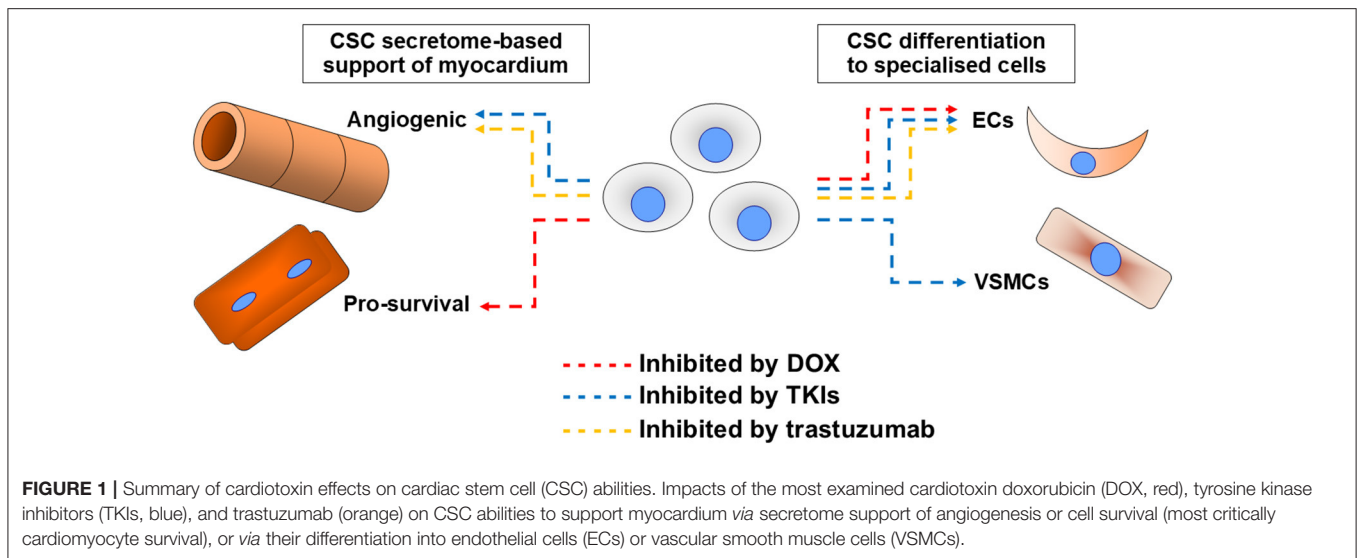 CSC secretome-based
support of myocardium
CSC differentiation
to specialised cells
Angiogenic
ECs
Pro-survival
VSMCs
Inhibited by DOX
Inhibited by TKIs
Inhibited by trastuzumab
FIGURE 1 | Summary of cardiotoxin effects on cardiac stem cell (CSC) abilities. Impacts of the most examined cardiotoxin doxorubicin (DOX, red), tyrosine kinase
inhibitors (TKIs, blue), and trastuzumab (orange) on CSC abilities to support myocardium via secretome support of angiogenesis or cell survival (most critically
cardiomyocyte survival), or via their differentiation into endothelial cells (ECs) or vascular smooth muscle cells (VSMCs).